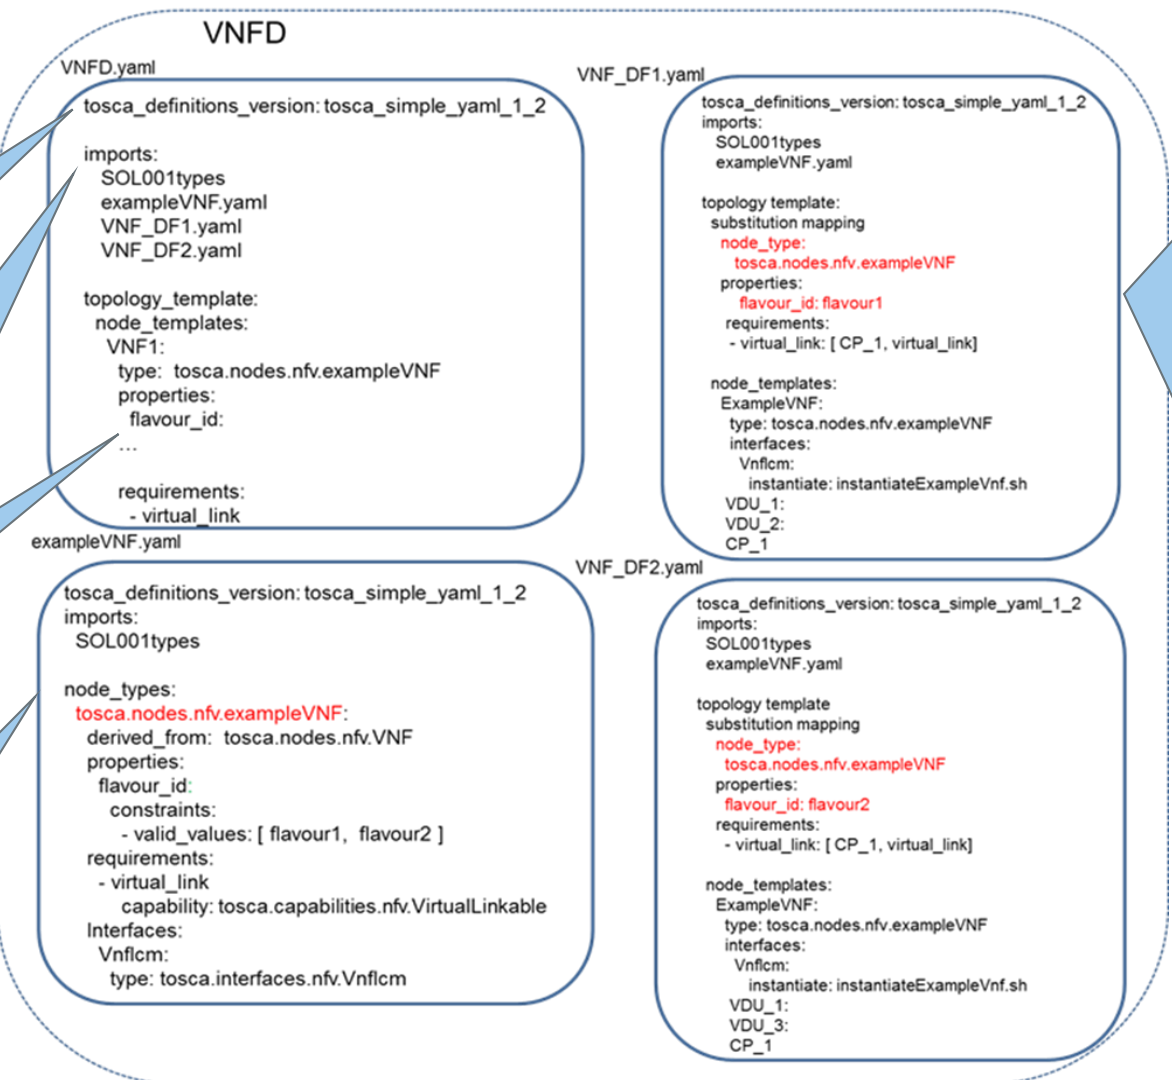 VNFD
VNFD.yaml
tosca_definitions_version: tosca_simple_yaml_1_2
imports:
SOL001types
exampleVNF.yaml
VNF_DF1.yaml
VNF_DF2.yaml
topology_template:
node_templates:
VNF1:
type: tosca.nodes.nfv.exampleVNF
properties:
flavour_id:
...
requirements:
- virtual_link
exampleVNF.yaml
tosca_definitions_version: tosca_simple_yaml_1_2
imports:
SOL001types
node_types:
tosca.nodes.nfv.exampleVNF:
derived_from: tosca.nodes.nfv.VNF
properties:
flavour_id:
constraints:
- valid_values: [ flavour1, flavour2 ]
requirements:
- virtual_link
capability: tosca.capabilities.nfv.VirtualLinkable
Interfaces:
Vnflcm:
type: tosca.interfaces.nfv.Vnflcm
VNF_DF1.yaml
tosca_definitions_version: tosca_simple_yaml_1_2
imports:
SOL001types
exampleVNF.yaml
topology template:
substitution mapping
node_type:
tosca.nodes.nfv.exampleVNF
properties:
flavour_id: flavour1
requirements:
- virtual_link: [ CP_1, virtual_link]
node_templates:
ExampleVNF:
type: tosca.nodes.nfv.exampleVNF
interfaces:
Vnflcm:
instantiate: instantiateExampleVnf.sh
VDU_1:
VDU_2:
CP_1
VNF_DF2.yaml
tosca_definitions_version: tosca_simple_yaml_1_2
imports:
SOL001types
exampleVNF.yaml
topology template
substitution mapping
node_type:
tosca.nodes.nfv.exampleVNF
properties:
flavour_id: flavour2
requirements:
- virtual_link: [ CP_1, virtual_link]
node_templates:
ExampleVNF:
type: tosca.nodes.nfv.exampleVNF
interfaces:
Vnflcm:
instantiate: instantiateExampleVnf.sh
VDU_1:
VDU_3:
CP_1